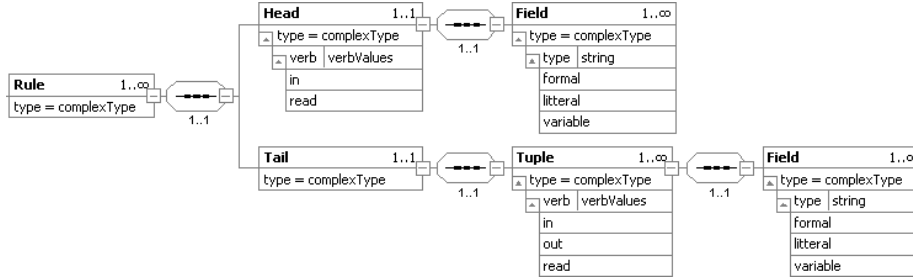 Head 1..1
type = complexType
verb verbValues
in
read
1..1
Field 1..∞
type = complexType
type string
formal
litteral
variable
Rule 1..∞
type = complexType
1..1
Tail 1..1
type = complexType
1..1
Tuple 1..∞
type = complexType
verb verbValues
in
out
read
1..1
Field 1..∞
type = complexType
type string
formal
litteral
variable